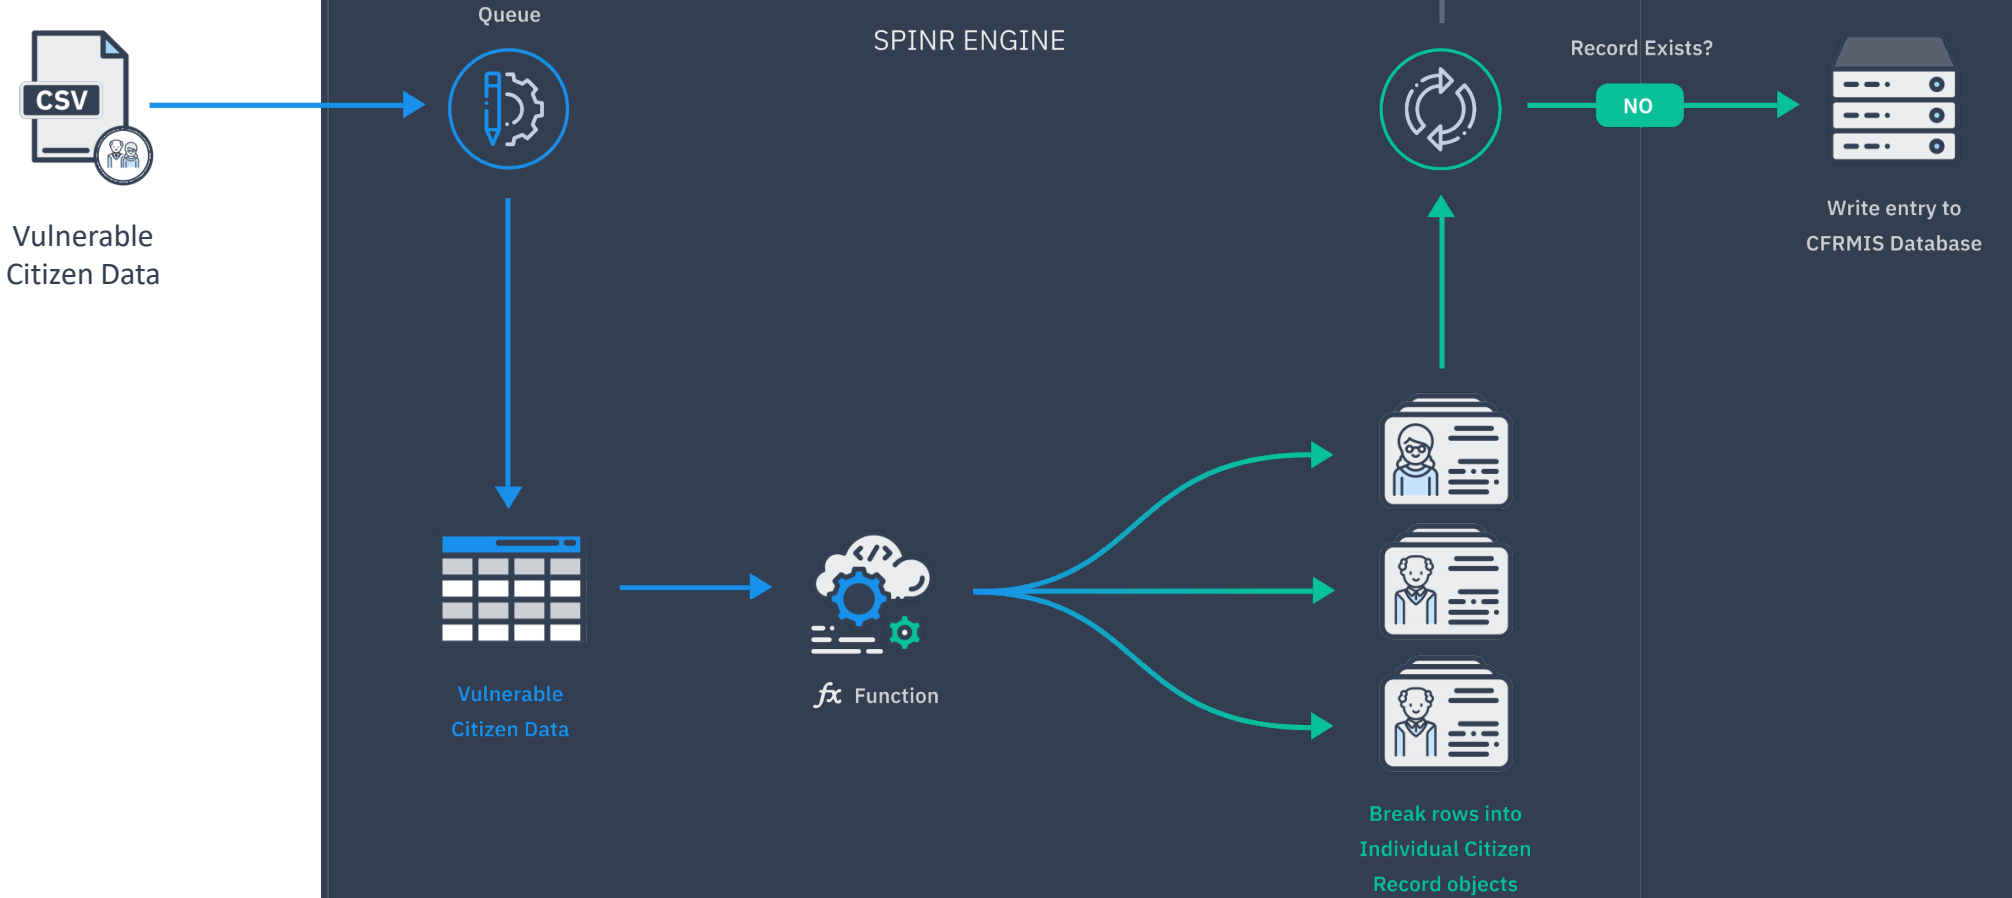 Queue
SPINR ENGINE
Record Exists?
CSV
NO
Vulnerable
Citizen Data
Write entry to
CFRMIS Database
</>
Vulnerable
Citizen Data
fx Function
Break rows into
Individual Citizen
Record objects